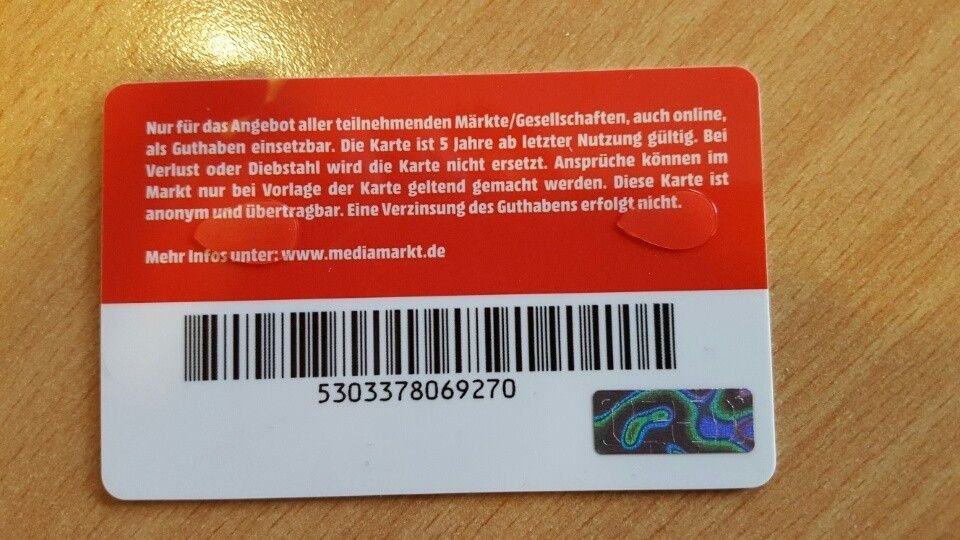 Nur für das Angebot aller teilnehmenden Märkte/Gesellschaften, auch online,
als Guthaben einsetzbar. Die Karte ist 5 Jahre ab letzter Nutzung gültig. Bei
Verlust oder Diebstahl wird die Karte nicht ersetzt. Ansprüche können im
Markt nur bei Vorlage der Karte geltend gemacht werden. Diese Karte ist
anonym und übertragbar. Eine Verzinsung des Guthabens erfolgt nicht.
Mehr Infos unter: www.mediamarkt.de
5303378069270